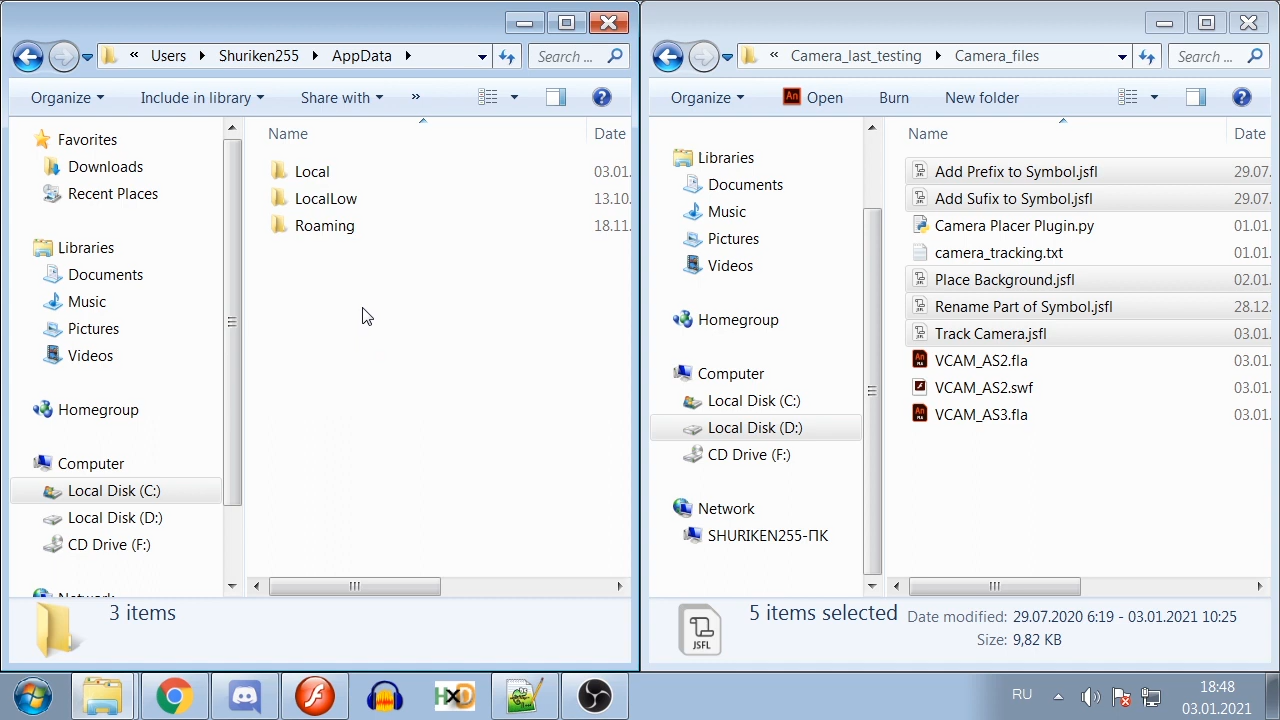 « Users Shuriken255 AppData
Search ...
Organize Include in library Share with »
Favorites
Downloads
Recent Places
Libraries
Documents
Music
Pictures
Videos
Homegroup
Computer
Local Disk (C:)
Local Disk (D:)
CD Drive (F:)
Network
Name Date
Local 03.01.
LocalLow 13.10.
Roaming 18.11.
3 items
« Camera_last_testing Camera_files
Search ...
Organize An Open Burn New folder
Libraries
Documents
Music
Pictures
Videos
Homegroup
Computer
Local Disk (C:)
Local Disk (D:)
CD Drive (F:)
Network
SHURIKEN255-ПК
Name Date
Add Prefix to Symbol.jsfl 29.07.
Add Sufix to Symbol.jsfl 29.07.
Camera Placer Plugin.py 01.01.
camera_tracking.txt 01.01.
Place Background.jsfl 02.01.
Rename Part of Symbol.jsfl 28.12.
Track Camera.jsfl 03.01.
An VCAM_AS2.fla 03.01.
VCAM_AS2.swf 03.01.
An VCAM_AS3.fla 03.01.
JSFL
5 items selected Date modified: 29.07.2020 6:19 - 03.01.2021 10:25
Size: 9,82 KB
HXD
RU
18:48
03.01.2021